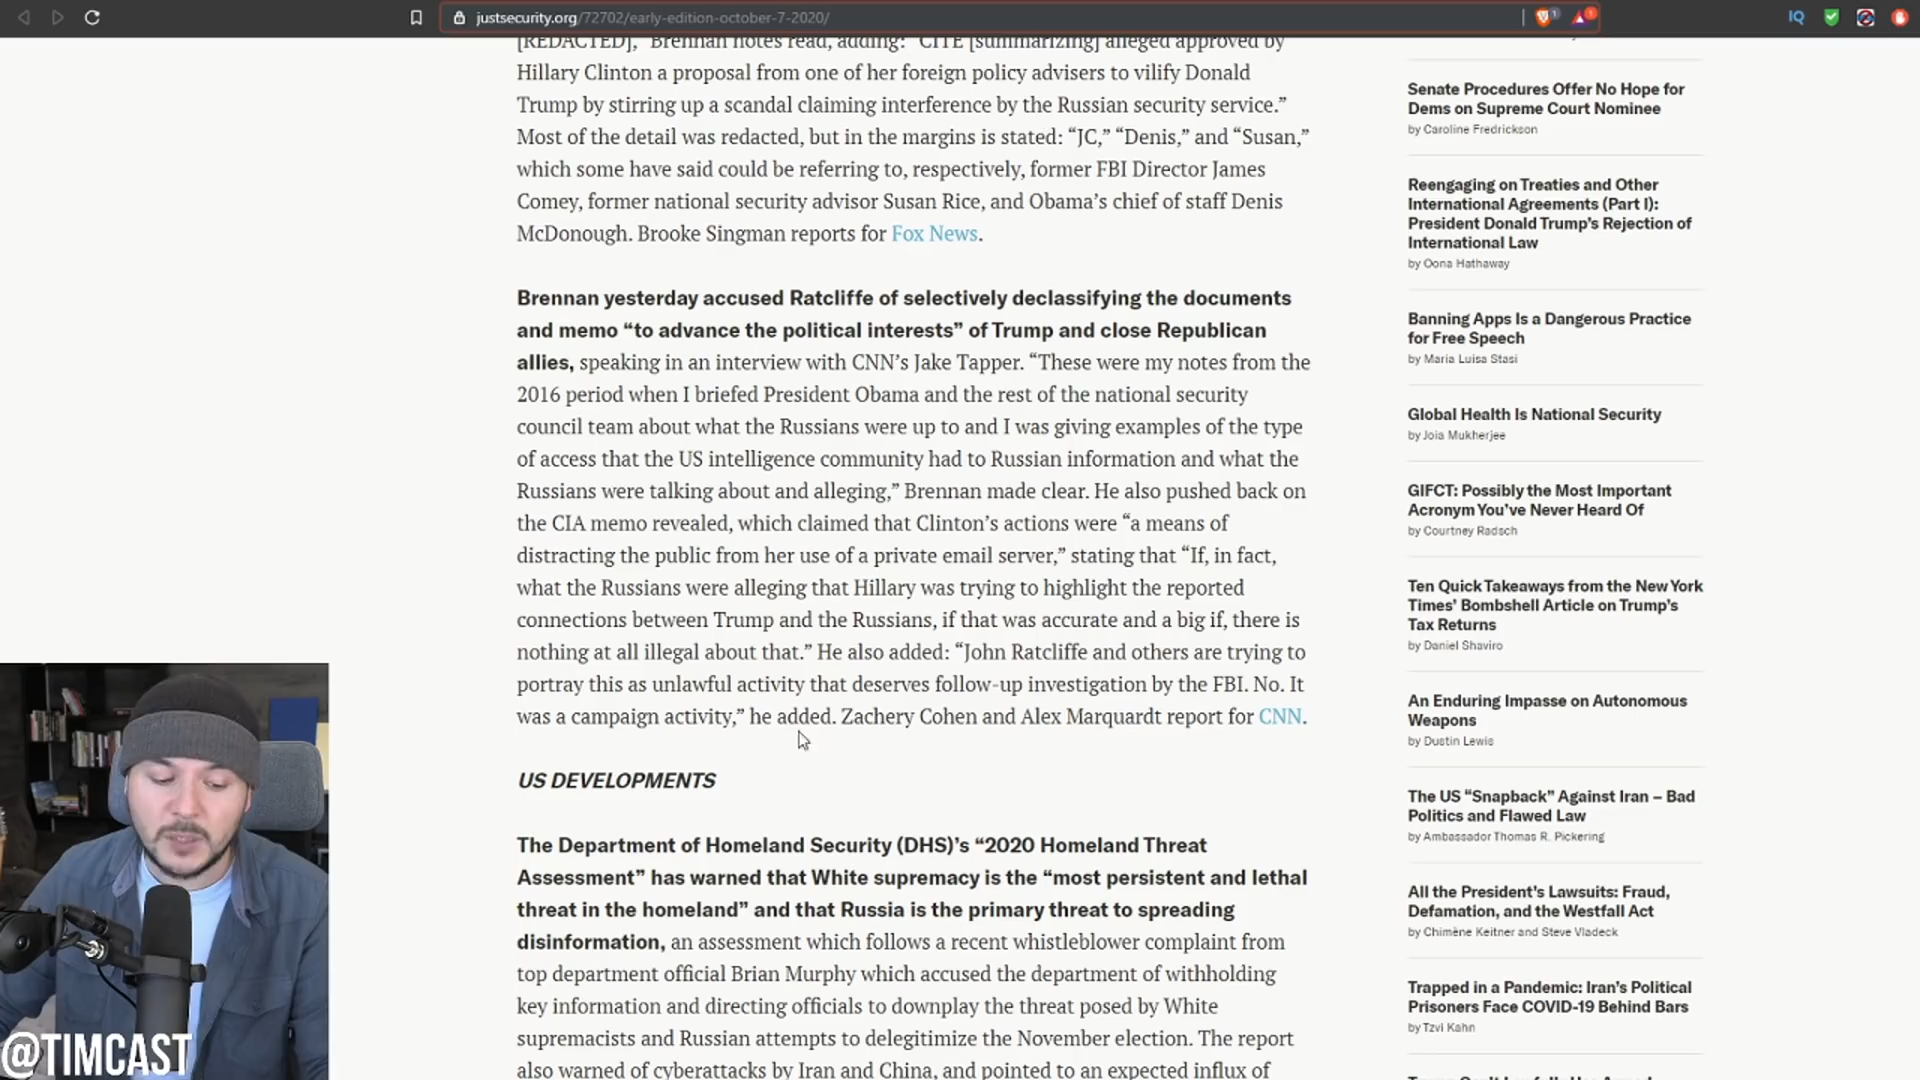 justsecurity.org/72702/early-edition-october-7-2020/
[REDACTED],” Brennan notes read, adding: “CITE [summarizing] alleged approved by
Hillary Clinton a proposal from one of her foreign policy advisers to vilify Donald
Trump by stirring up a scandal claiming interference by the Russian security service.”
Most of the detail was redacted, but in the margins is stated: “JC,” “Denis,” and “Susan,”
which some have said could be referring to, respectively, former FBI Director James
Comey, former national security advisor Susan Rice, and Obama’s chief of staff Denis
McDonough. Brooke Singman reports for Fox News.
Brennan yesterday accused Ratcliffe of selectively declassifying the documents
and memo “to advance the political interests” of Trump and close Republican
allies, speaking in an interview with CNN’s Jake Tapper. “These were my notes from the
2016 period when I briefed President Obama and the rest of the national security
council team about what the Russians were up to and I was giving examples of the type
of access that the US intelligence community had to Russian information and what the
Russians were talking about and alleging,” Brennan made clear. He also pushed back on
the CIA memo revealed, which claimed that Clinton’s actions were “a means of
distracting the public from her use of a private email server,” stating that “If, in fact,
what the Russians were alleging that Hillary was trying to highlight the reported
connections between Trump and the Russians, if that was accurate and a big if, there is
nothing at all illegal about that.” He also added: “John Ratcliffe and others are trying to
portray this as unlawful activity that deserves follow-up investigation by the FBI. No. It
was a campaign activity,” he added. Zachery Cohen and Alex Marquardt report for CNN.
US DEVELOPMENTS
The Department of Homeland Security (DHS)’s “2020 Homeland Threat
Assessment” has warned that White supremacy is the “most persistent and lethal
threat in the homeland” and that Russia is the primary threat to spreading
disinformation, an assessment which follows a recent whistleblower complaint from
top department official Brian Murphy which accused the department of withholding
key information and directing officials to downplay the threat posed by White
supremacists and Russian attempts to delegitimize the November election. The report
also warned of cyberattacks by Iran and China, and pointed to an expected influx of
Senate Procedures Offer No Hope for
Dems on Supreme Court Nominee
by Caroline Fredrickson
Reengaging on Treaties and Other
International Agreements (Part I):
President Donald Trump’s Rejection of
International Law
by Oona Hathaway
Banning Apps Is a Dangerous Practice
for Free Speech
by Maria Luisa Stasi
Global Health Is National Security
by Joia Mukherjee
GIFCT: Possibly the Most Important
Acronym You’ve Never Heard Of
by Courtney Radsch
Ten Quick Takeaways from the New York
Times’ Bombshell Article on Trump’s
Tax Returns
by Daniel Shaviro
An Enduring Impasse on Autonomous
Weapons
by Dustin Lewis
The US “Snapback” Against Iran – Bad
Politics and Flawed Law
by Ambassador Thomas R. Pickering
All the President’s Lawsuits: Fraud,
Defamation, and the Westfall Act
by Chimène Keitner and Steve Vladeck
Trapped in a Pandemic: Iran’s Political
Prisoners Face COVID-19 Behind Bars
by Tzvi Kahn
@TIMCAST